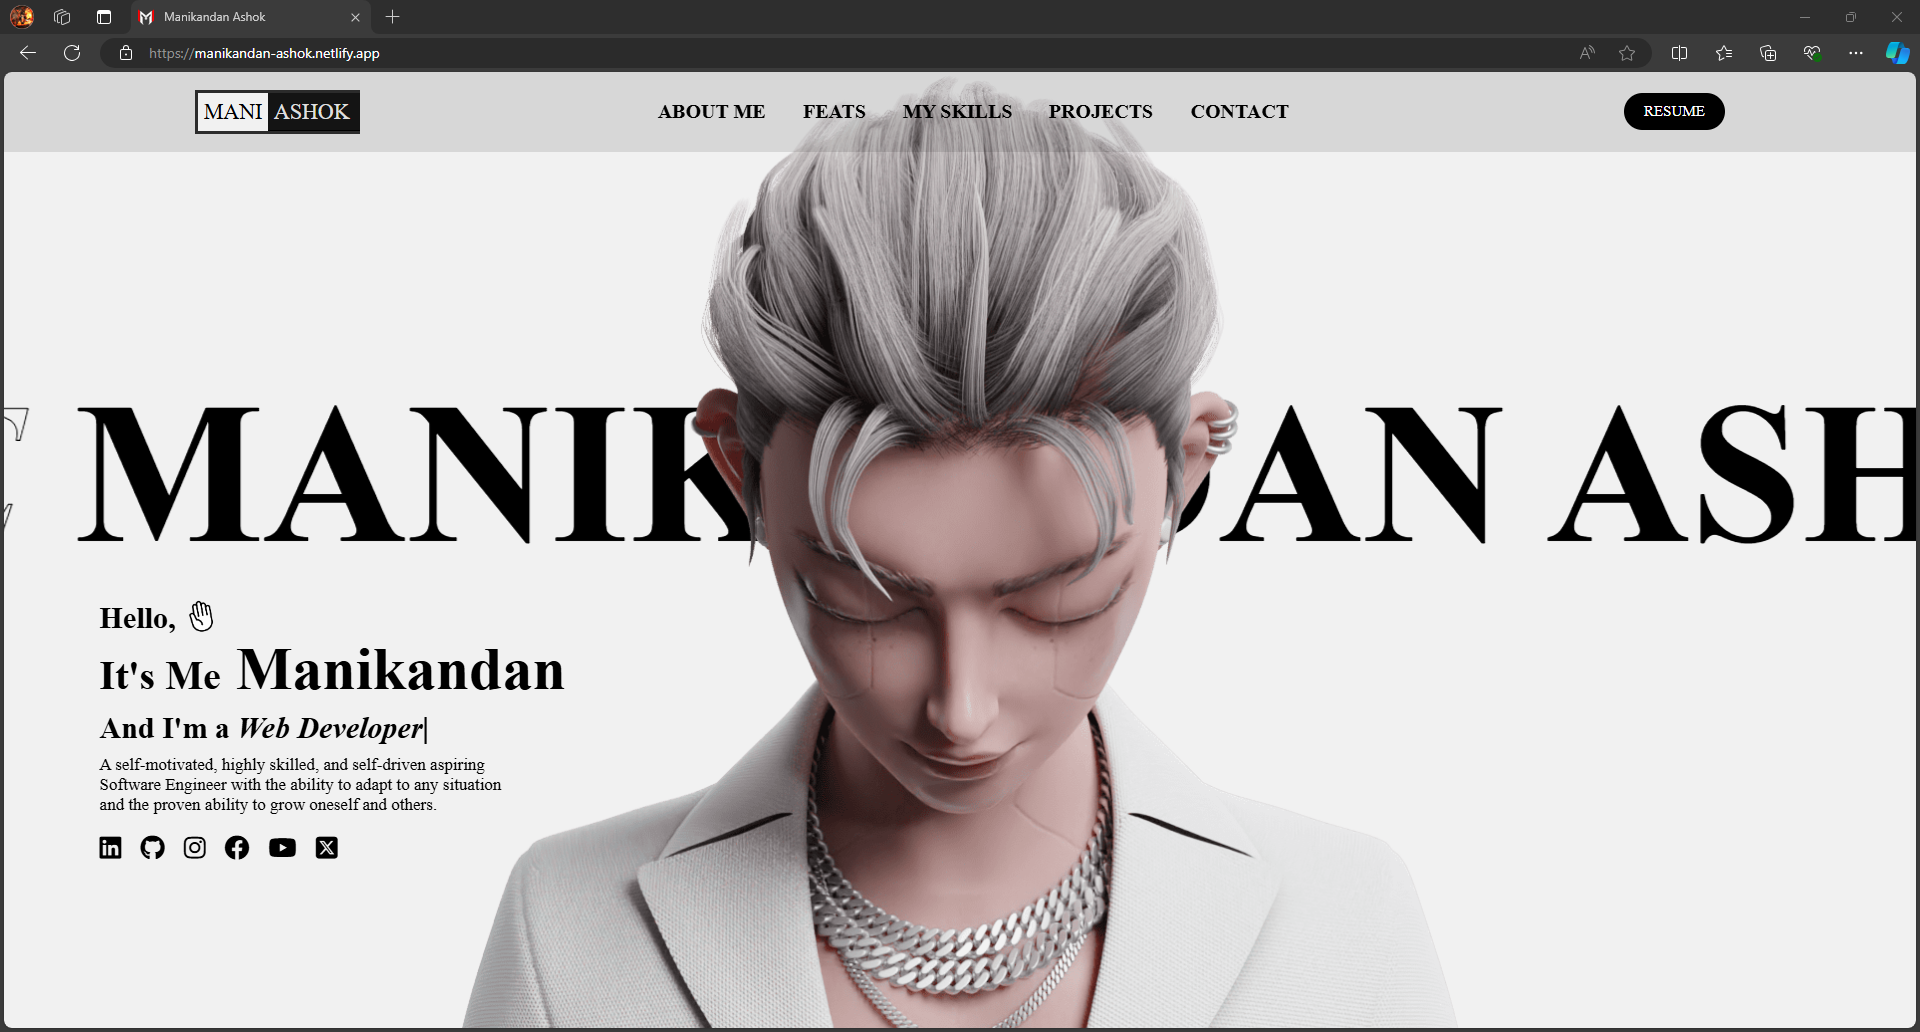 Manikandan Ashok
https://manikandan-ashok.netlify.app
MANI ASHOK
ABOUT ME FEATS MY SKILLS PROJECTS CONTACT
RESUME
MANIK DAN ASH
Hello,
It's Me Manikandan
And I'm a Web Developer|
A self-motivated, highly skilled, and self-driven aspiring
Software Engineer with the ability to adapt to any situation
and the proven ability to grow oneself and others.